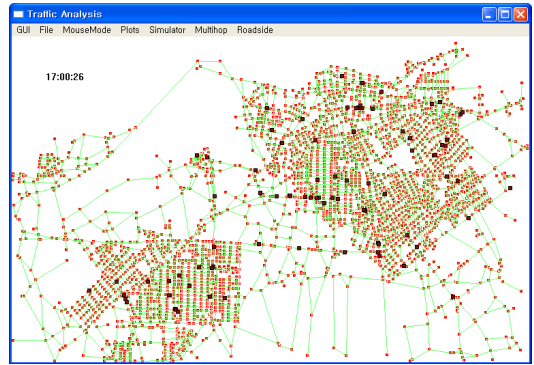 Traffic Analysis
GUI File MouseMode Plots Simulator Multihop Roadside
17:00:26